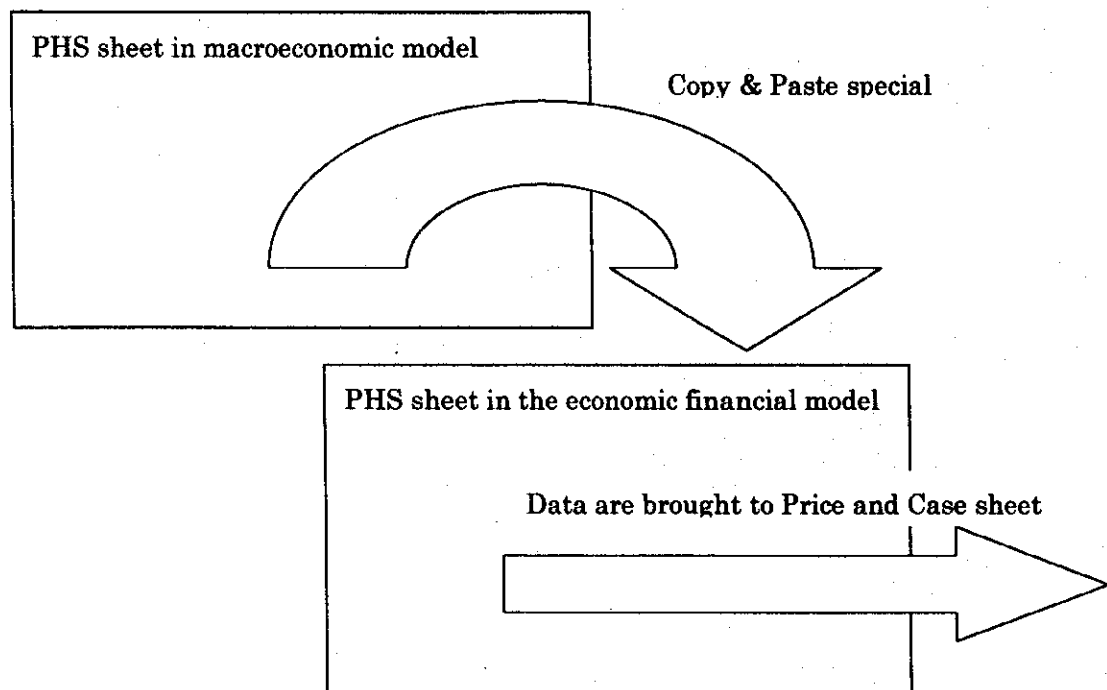 PHS sheet in macroeconomic model
Copy & Paste special
PHS sheet in the economic financial model
Data are brought to Price and Case sheet